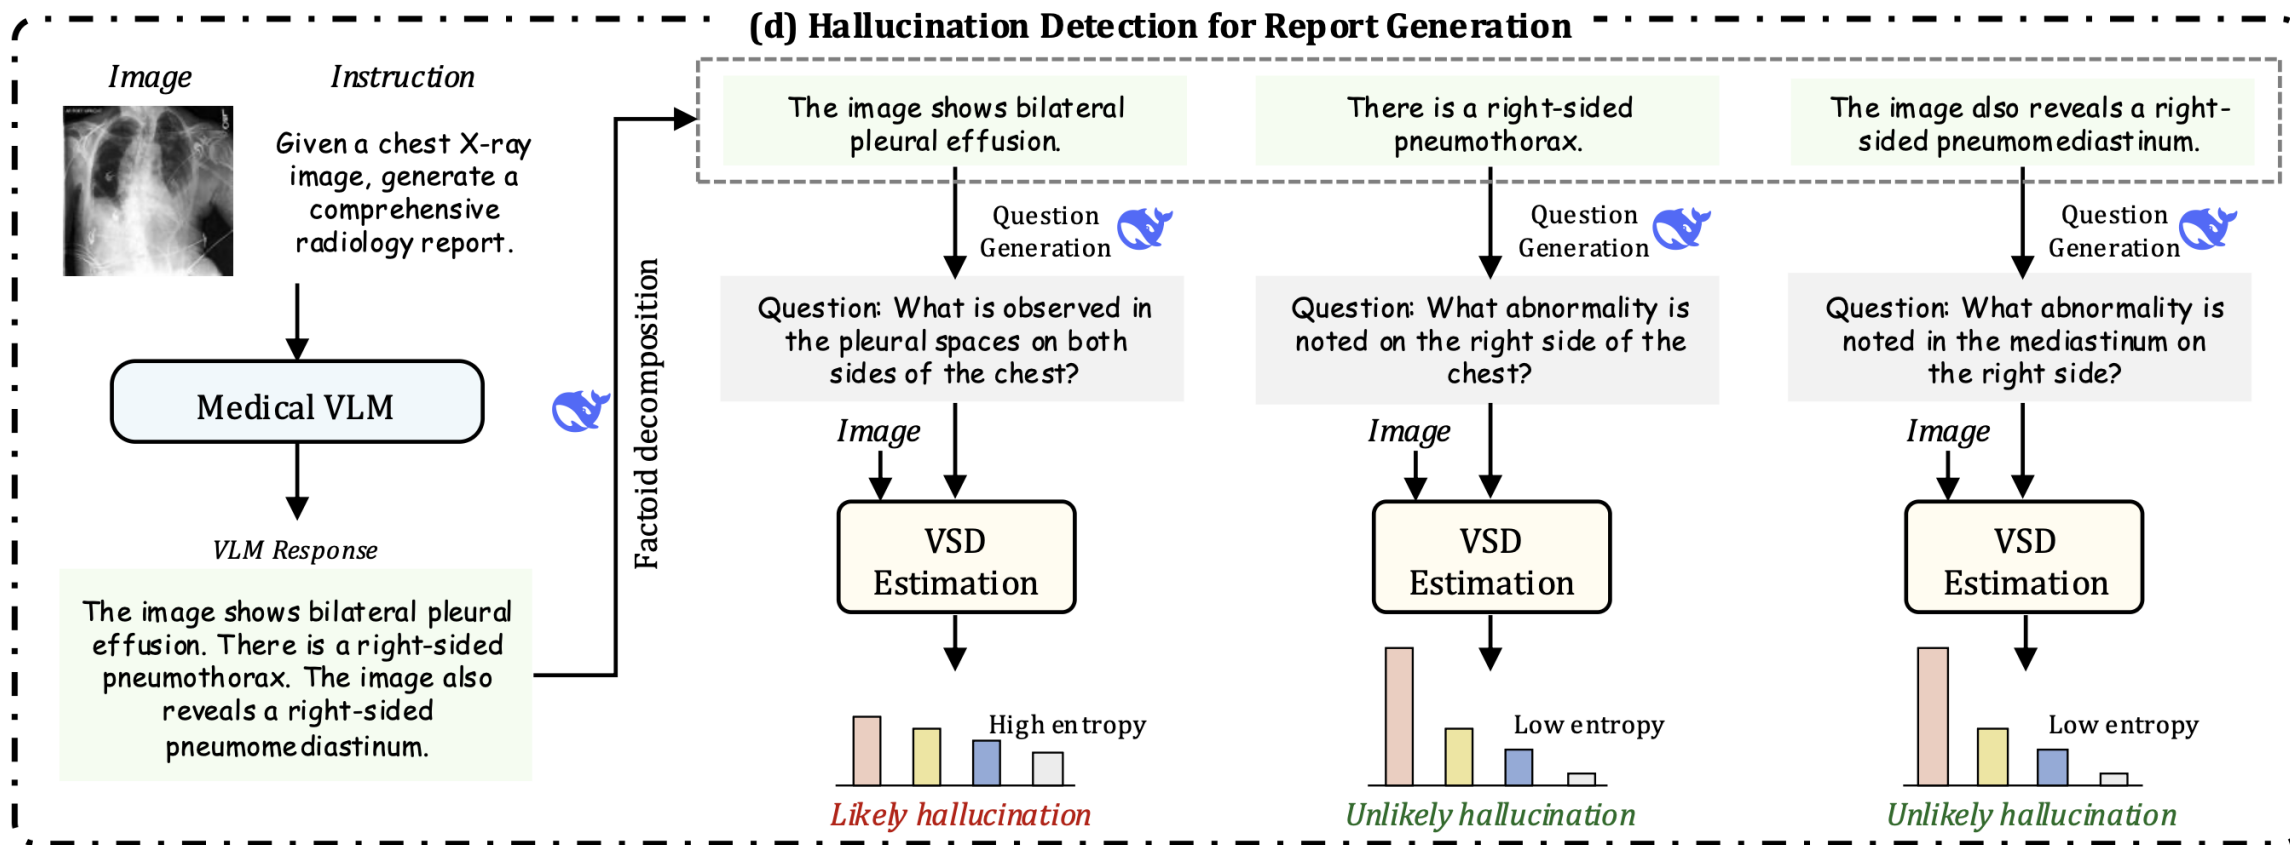 (d) Hallucination Detection for Report Generation
Image
Instruction
Given a chest X-ray
image, generate a
comprehensive
radiology report.
Medical VLM
VLM Response
The image shows bilateral pleural
effusion. There is a right-sided
pneumothorax. The image also
reveals a right-sided
pneumomediastinum.
Factoid decomposition
The image shows bilateral
pleural effusion.
Question
Generation
Question: What is observed in
the pleural spaces on both
sides of the chest?
Image
VSD
Estimation
High entropy
Likely hallucination
There is a right-sided
pneumothorax.
Question
Generation
Question: What abnormality is
noted on the right side of the
chest?
Image
VSD
Estimation
Low entropy
Unlikely hallucination
The image also reveals a right-
sided pneumomediastinum.
Question
Generation
Question: What abnormality is
noted in the mediastinum on
the right side?
Image
VSD
Estimation
Low entropy
Unlikely hallucination